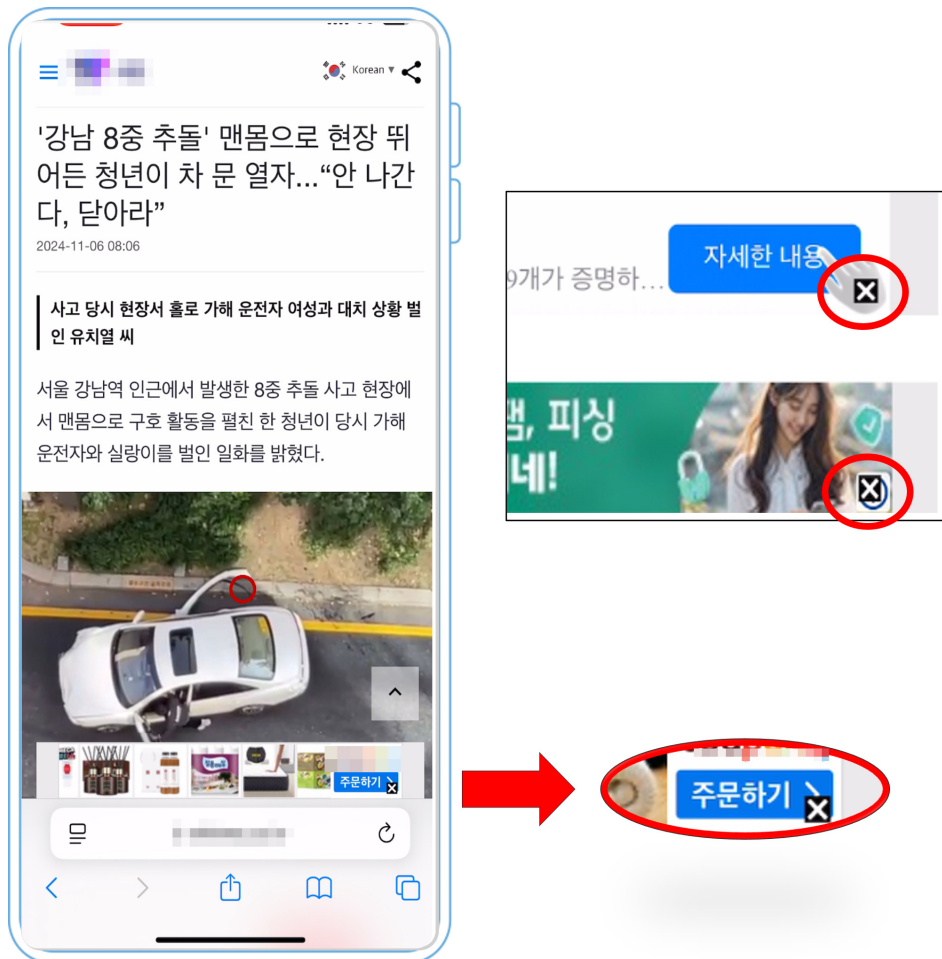 Korean ▼
'강남 8중 추돌' 맨몸으로 현장 뛰
어든 청년이 차 문 열자...“안 나간
다, 닫아라”
2024-11-06 08:06
사고 당시 현장서 홀로 가해 운전자 여성과 대치 상황 벌
인 유치열 씨
서울 강남역 인근에서 발생한 8중 추돌 사고 현장에
서 맨몸으로 구호 활동을 펼친 한 청년이 당시 가해
운전자와 실랑이를 벌인 일화를 밝혔다.
주문하기
9개가 증명하...
자세한 내용
피싱
네!
주문하기